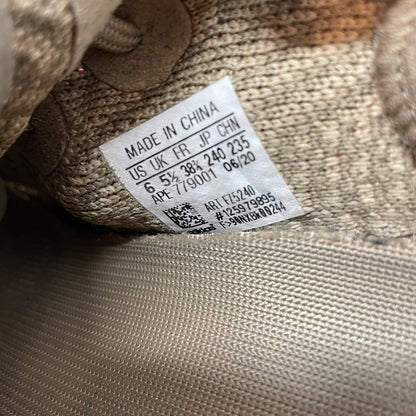 MADE IN CHINA
US UK FR JP CHN
6 5½ 38⅔ 240 235
APE 779001 06/20
ART FZ5240
#125979895